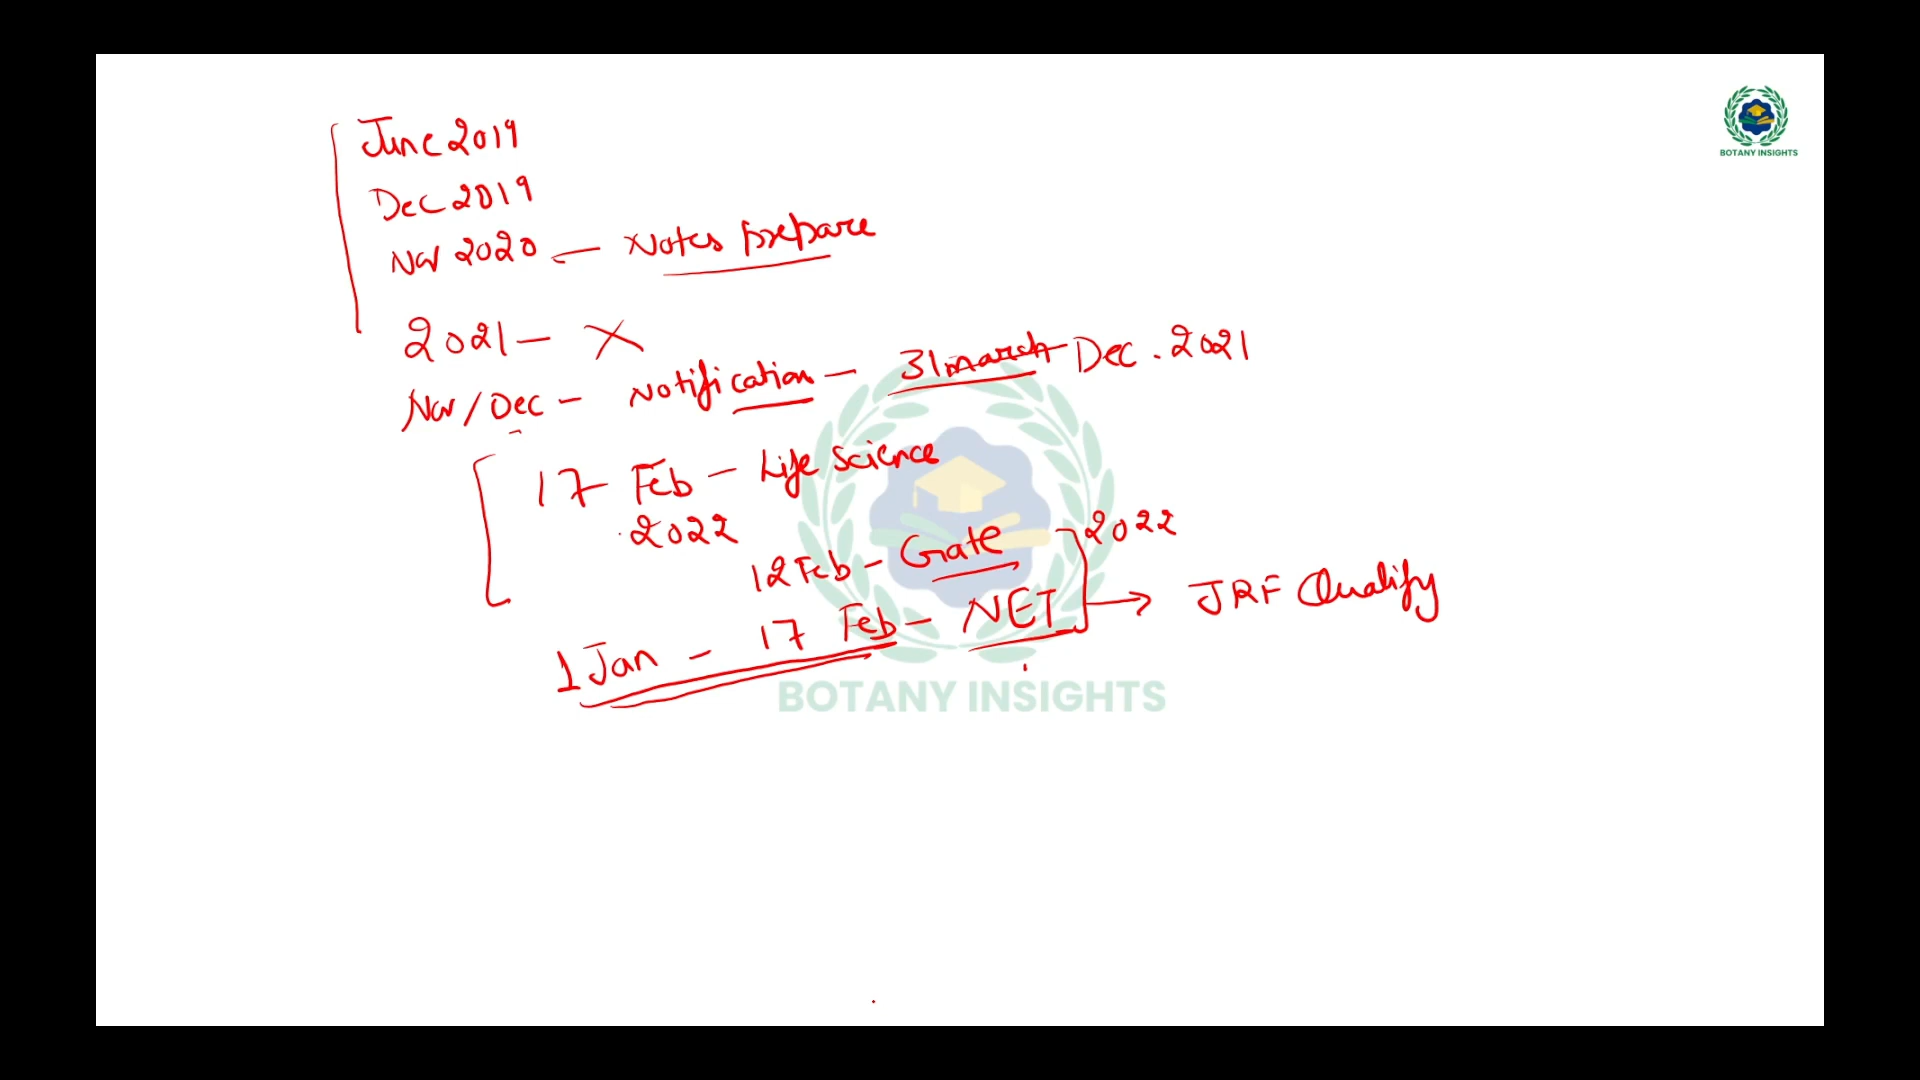 BOTANY INSIGHTS
June 2019
Dec 2019
Nov 2020 — Notes prepare
2021 — X
Nov/Dec — Notification — 31 march Dec. 2021
17 Feb — Life Science
2022
12 Feb — Gate 2022
1 Jan — 17 Feb — NET → JRF Qualify
BOTANY INSIGHTS